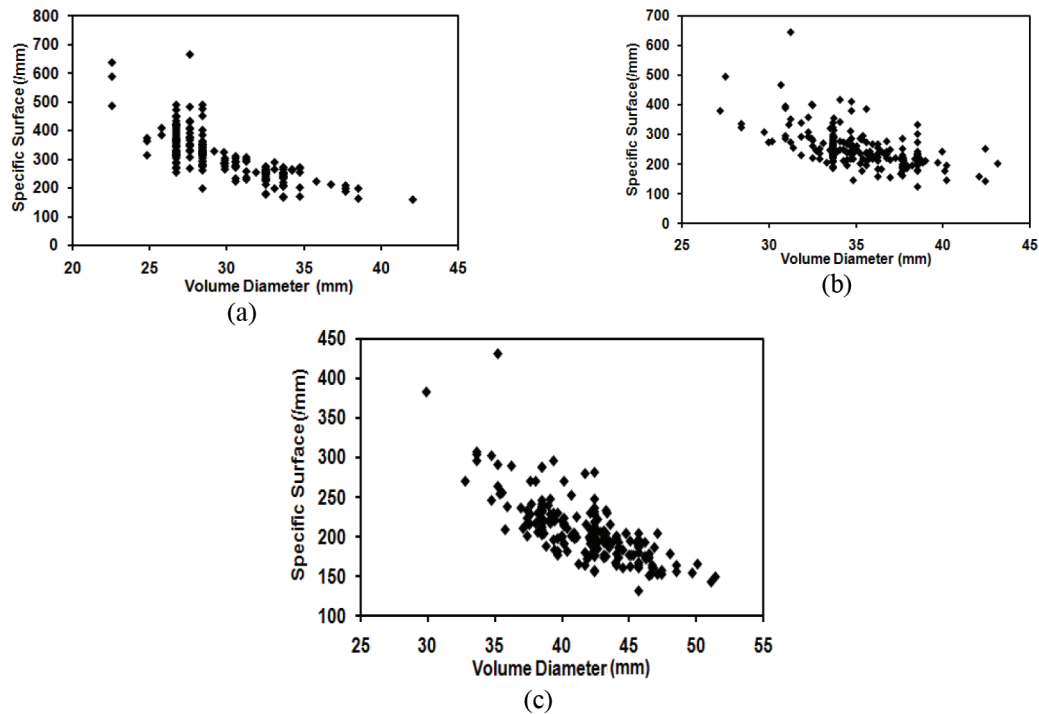 800
700
600
500
400
300
200
100
0
Specific Surface(/mm)
20 25 30 35 40 45
Volume Diameter (mm)
(a)
700
600
500
400
300
200
100
0
Specific Surface(/mm)
25 30 35 40 45
Volume Diameter (mm)
(b)
450
400
350
300
250
200
150
100
Specific Surface(/mm)
25 30 35 40 45 50 55
Volume Diameter (mm)
(c)